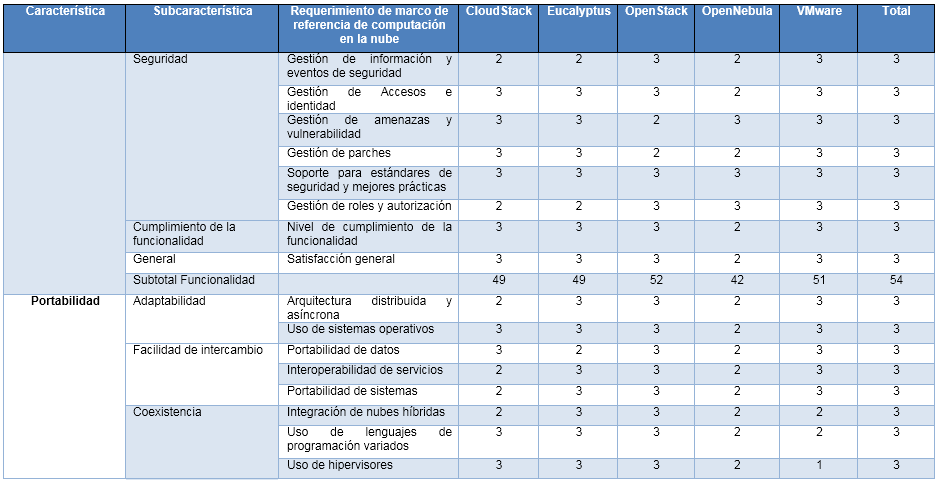 Característica Subcaracterística Requerimiento de marco de CloudStack Eucalyptus OpenStack OpenNebula VMware Total
referencia de computación
en la nube
Seguridad Gestión de información y 2 2 3 2 3 3
eventos de seguridad
Gestión de Accesos e 3 3 3 2 3 3
identidad
Gestión de amenazas y 3 3 2 3 3 3
vulnerabilidad
Gestión de parches 3 3 2 2 3 3
Soporte para estándares de 3 3 3 3 3 3
seguridad y mejores prácticas
Gestión de roles y autorización 2 2 3 3 3 3
Cumplimiento de la Nivel de cumplimiento de la 3 3 3 2 3 3
funcionalidad funcionalidad
General Satisfacción general 3 3 3 2 3 3
Subtotal Funcionalidad 49 49 52 42 51 54
Portabilidad Adaptabilidad Arquitectura distribuida y 2 3 3 2 3 3
asíncrona
Uso de sistemas operativos 3 3 3 2 3 3
Facilidad de intercambio Portabilidad de datos 3 2 3 2 3 3
Interoperabilidad de servicios 2 3 3 2 3 3
Portabilidad de sistemas 2 3 3 2 3 3
Coexistencia Integración de nubes híbridas 2 3 3 2 2 3
Uso de lenguajes de 3 3 3 2 2 3
programación variados
Uso de hipervisores 3 3 3 2 1 3